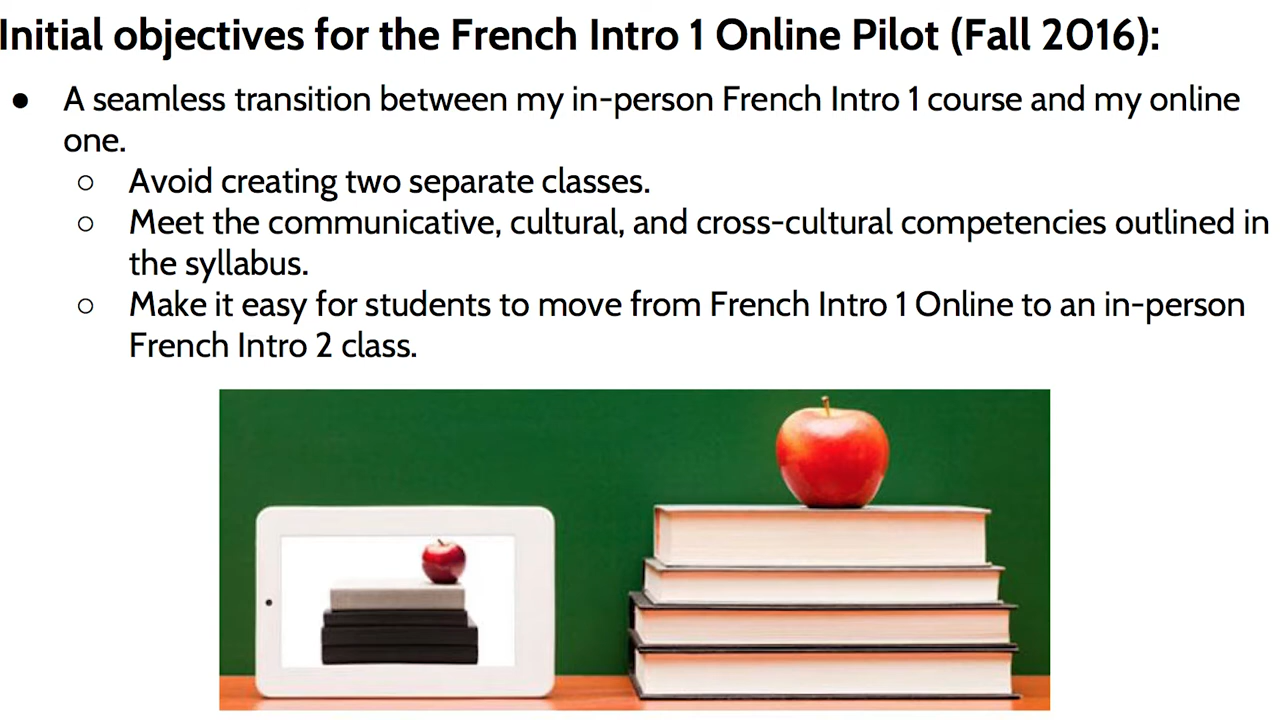 Initial objectives for the French Intro 1 Online Pilot (Fall 2016):
● A seamless transition between my in-person French Intro 1 course and my online
one.
○ Avoid creating two separate classes.
○ Meet the communicative, cultural, and cross-cultural competencies outlined in
the syllabus.
○ Make it easy for students to move from French Intro 1 Online to an in-person
French Intro 2 class.